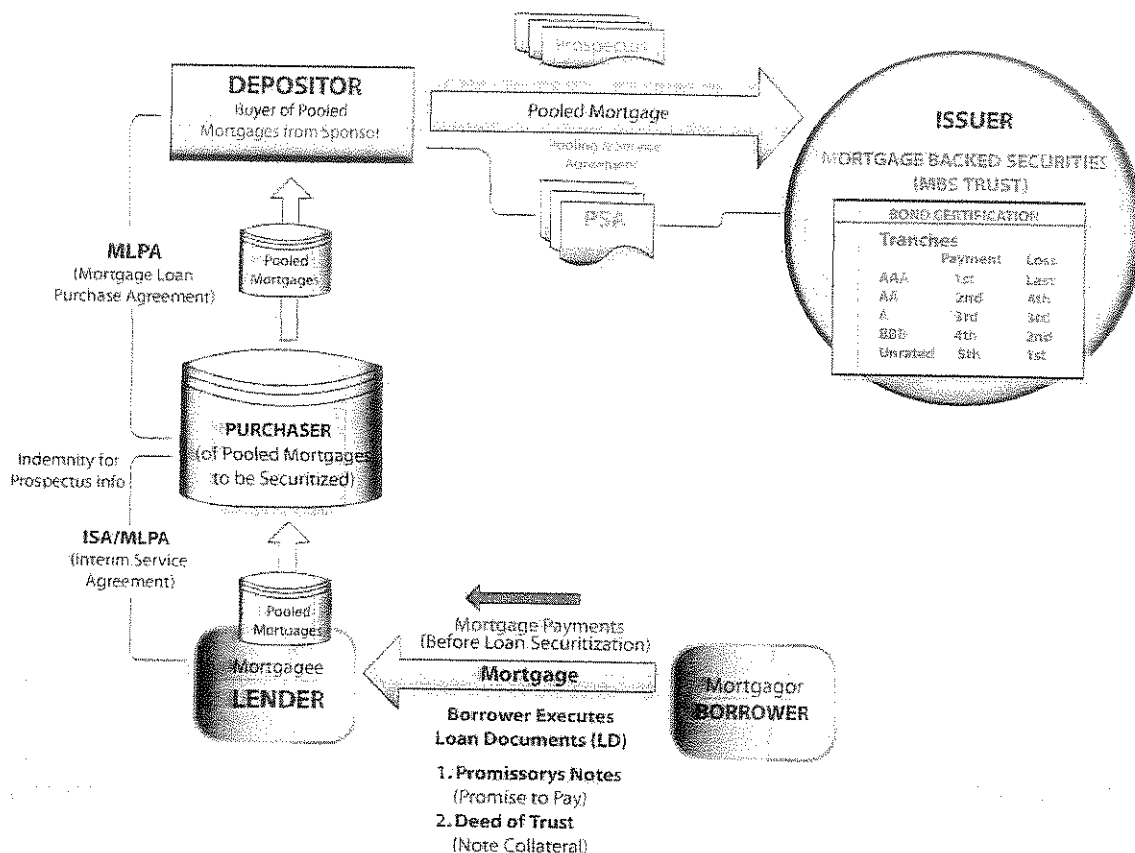 Prospectus
DEPOSITOR
Buyer of Pooled
Mortgages from Sponsor
Pooled Mortgage
Agreement
PSA
ISSUER
MORTGAGE BACKED SECURITIES
(MBS TRUST)
BOND CERTIFICATION
Tranches
Payment Loss
AAA 1st Last
AA 2nd 4th
A 3rd 3rd
BBB 4th 2nd
Unrated 5th 1st
MLPA
(Mortgage Loan
Purchase Agreement)
Pooled
Mortgages
PURCHASER
(of Pooled Mortgages
to be Securitized)
Indemnity for
Prospectus Info
ISA/MLPA
(Interim Service
Agreement)
Pooled
Mortgages
Mortgagee
LENDER
Mortgage Payments
(Before Loan Securitization)
Mortgage
Mortgagor
BORROWER
Borrower Executes
Loan Documents (LD)
1. Promissorys Notes
(Promise to Pay)
2. Deed of Trust
(Note Collateral)